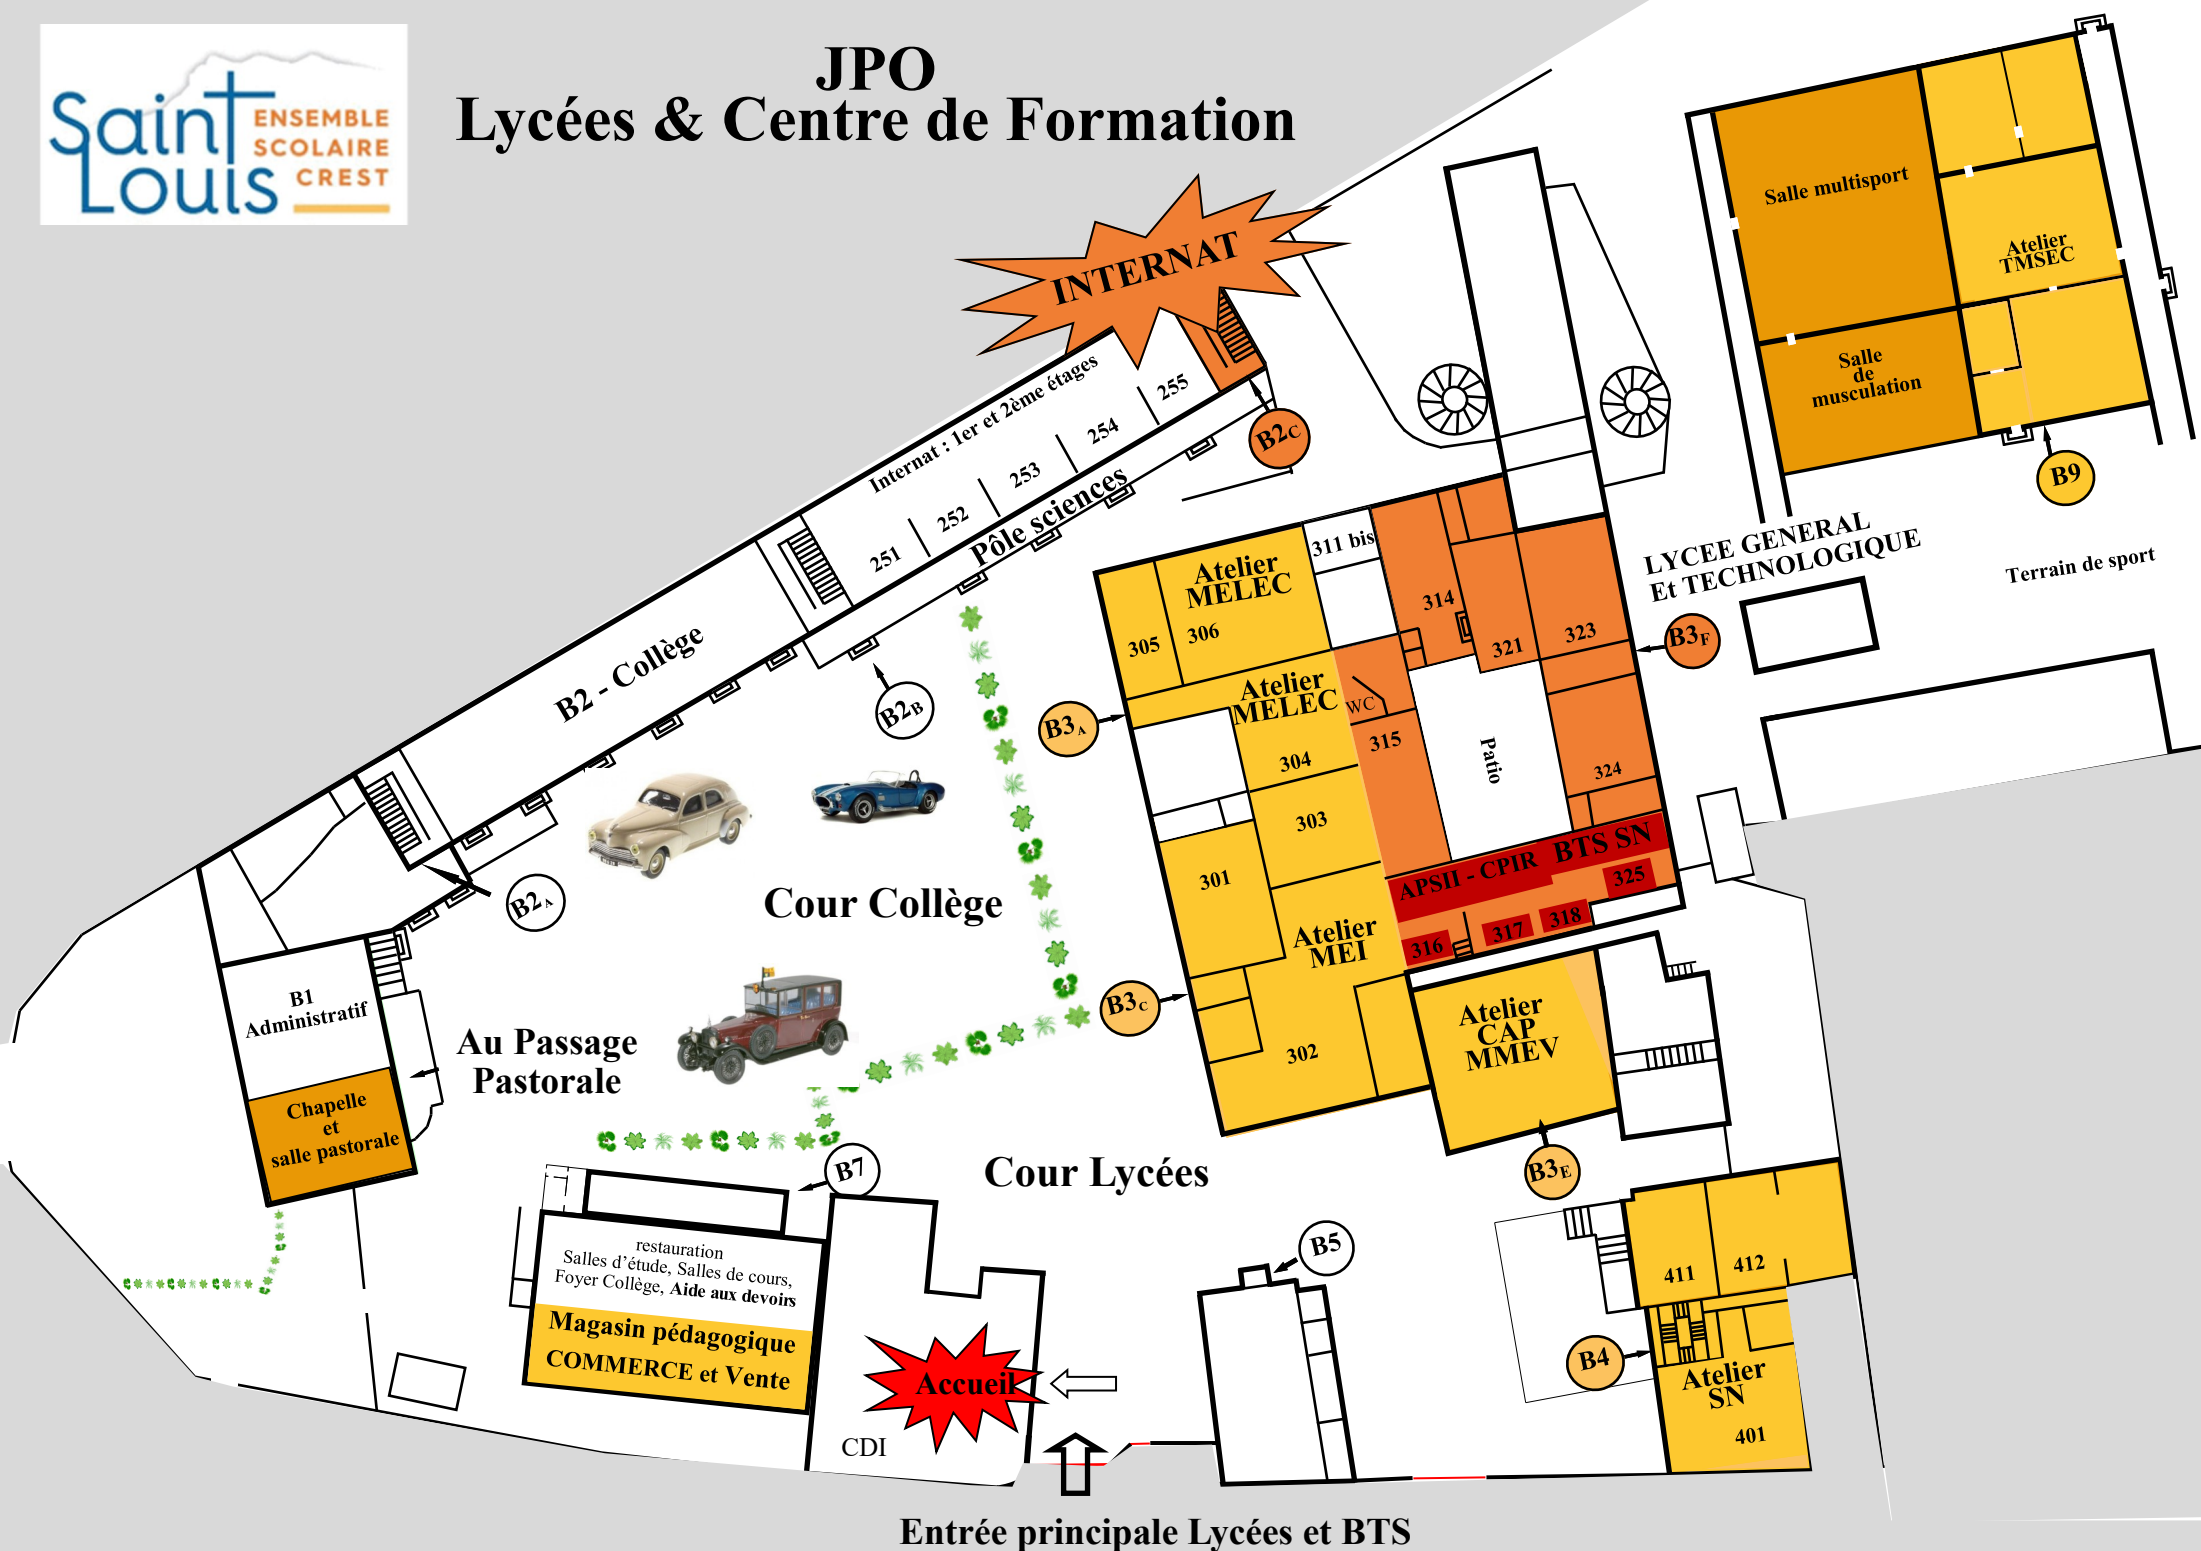 Saint
Louis
ENSEMBLE
SCOLAIRE
CREST
JPO
Lycées & Centre de Formation
INTERNAT
Internat : 1er et 2ème étages
251
252
253
254
255
Pôle sciences
B2C
B2 - Collège
B2B
B2A
Salle multisport
Atelier
TMSEC
Salle
de
musculation
B9
LYCEE GENERAL
Et TECHNOLOGIQUE
Terrain de sport
Atelier
MELEC
305
306
311 bis
314
321
323
B3F
B3A
Atelier
MELEC
304
WC
315
Patio
324
303
301
APSII - CPIR
BTS SN
325
316
317
318
Atelier
MEI
302
B3C
Atelier
CAP
MMEV
B3E
Cour Collège
B1
Administratif
Au Passage
Pastorale
Chapelle
et
salle pastorale
Cour Lycées
B7
restauration
Salles d’étude, Salles de cours,
Foyer Collège, Aide aux devoirs
Magasin pédagogique
COMMERCE et Vente
Accueil
CDI
B5
411
412
B4
Atelier
SN
401
Entrée principale Lycées et BTS